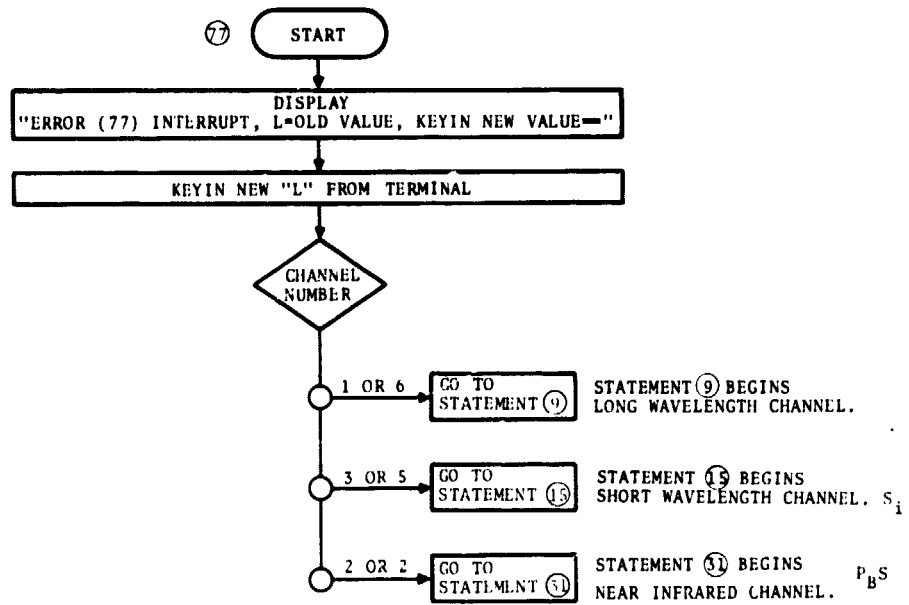 77 START
DISPLAY
"ERROR (77) INTERRUPT, L=OLD VALUE, KEYIN NEW VALUE=="
KEYIN NEW "L" FROM TERMINAL
CHANNEL
NUMBER
1 OR 6
GO TO
STATEMENT 9
STATEMENT 9 BEGINS
LONG WAVELENGTH CHANNEL.
3 OR 5
GO TO
STATEMENT 15
STATEMENT 15 BEGINS
SHORT WAVELENGTH CHANNEL. Si
2 OR 2
GO TO
STATEMENT 31
STATEMENT 31 BEGINS
NEAR INFRARED CHANNEL. PBS